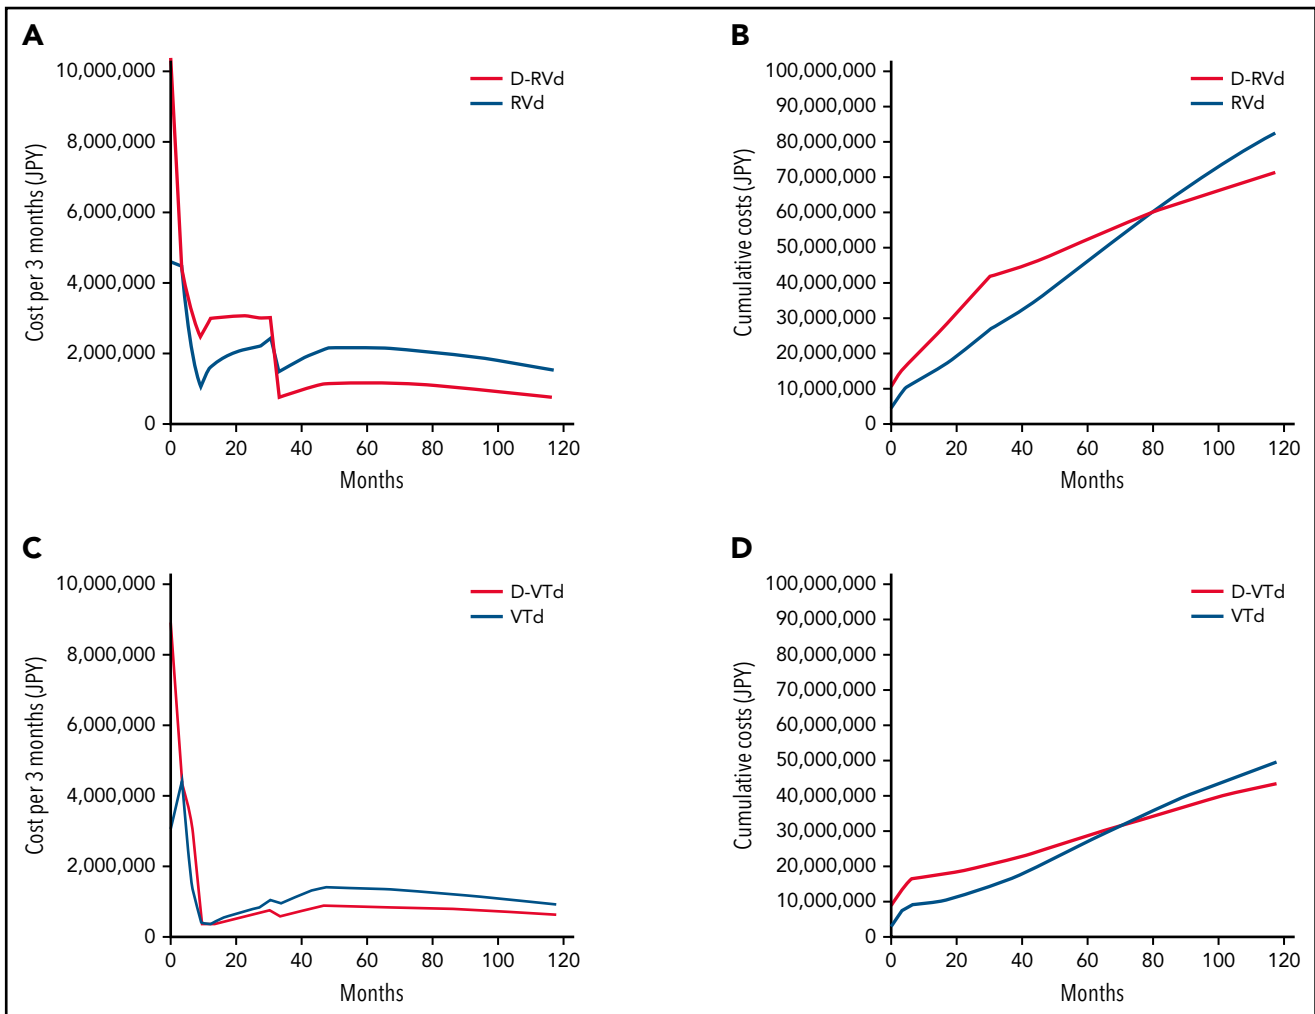 A
Cost per 3 months (JPY)
10,000,000
8,000,000
6,000,000
4,000,000
2,000,000
0
0 20 40 60 80 100 120
Months
D-RVd
RVd
B
Cumulative costs (JPY)
100,000,000
90,000,000
80,000,000
70,000,000
60,000,000
50,000,000
40,000,000
30,000,000
20,000,000
10,000,000
0
0 20 40 60 80 100 120
Months
D-RVd
RVd
C
Cost per 3 months (JPY)
10,000,000
8,000,000
6,000,000
4,000,000
2,000,000
0
0 20 40 60 80 100 120
Months
D-VTd
VTd
D
Cumulative costs (JPY)
100,000,000
90,000,000
80,000,000
70,000,000
60,000,000
50,000,000
40,000,000
30,000,000
20,000,000
10,000,000
0
0 20 40 60 80 100 120
Months
D-VTd
VTd